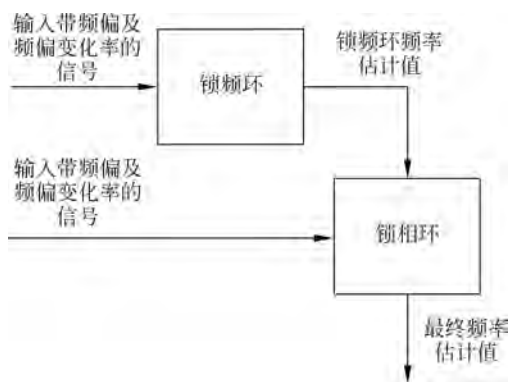 输入带频偏及
频偏变化率的
信号
锁频环
锁频环频率
估计值
输入带频偏及
频偏变化率的
信号
锁相环
最终频率
估计值